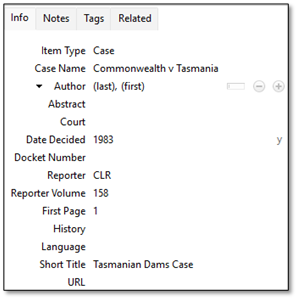 Info Notes Tags Related
Item Type Case
Case Name Commonwealth v Tasmania
Author (last), (first)
Abstract
Court
Date Decided 1983 y
Docket Number
Reporter CLR
Reporter Volume 158
First Page 1
History
Language
Short Title Tasmanian Dams Case
URL